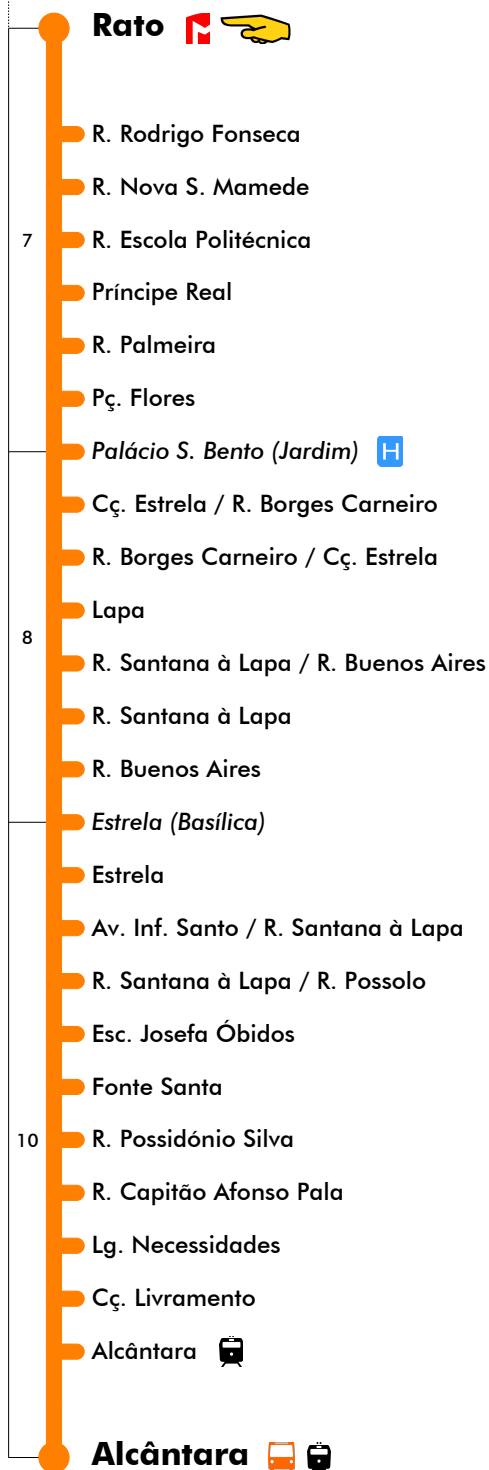 Rato
R. Rodrigo Fonseca
R. Nova S. Mamede
7
R. Escola Politécnica
Príncipe Real
R. Palmeira
Pç. Flores
Palácio S. Bento (Jardim) H
Cç. Estrela / R. Borges Carneiro
R. Borges Carneiro / Cç. Estrela
Lapa
8
R. Santana à Lapa / R. Buenos Aires
R. Santana à Lapa
R. Buenos Aires
Estrela (Basílica)
Estrela
Av. Inf. Santo / R. Santana à Lapa
R. Santana à Lapa / R. Possolo
Esc. Josefa Óbidos
Fonte Santa
10
R. Possidónio Silva
R. Capitão Afonso Pala
Lg. Necessidades
Cç. Livramento
Alcântara
Alcântara